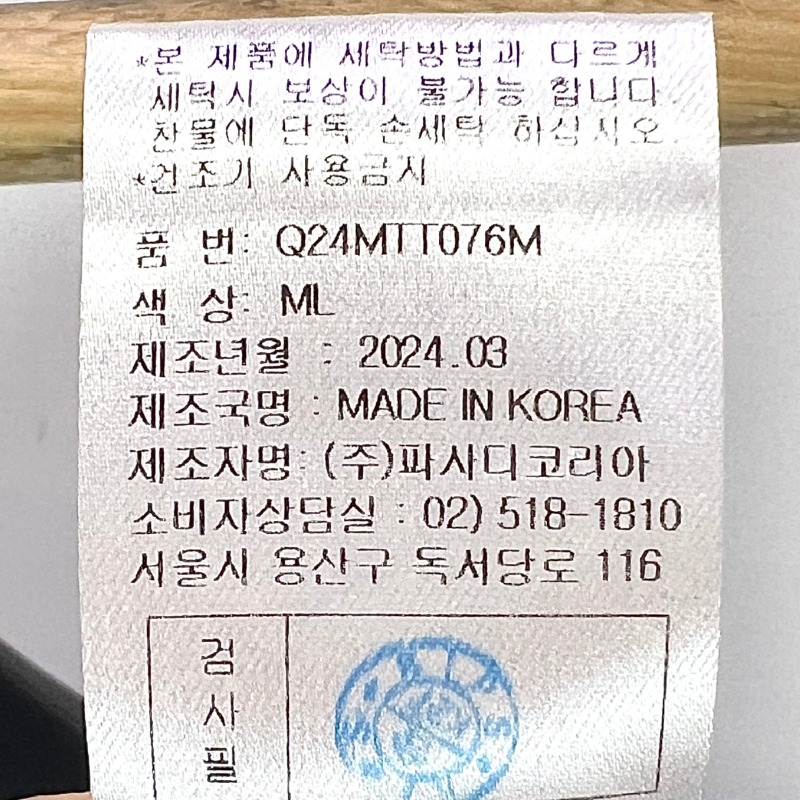 *본 제품에 세탁방법과 다르게
세탁시 보상이 불가능 합니다.
찬물에 단독 손세탁 하십시오.
*건조기 사용금지
품 번: Q24MTT076M
색 상: ML
제조년월 : 2024.03
제조국명 : MADE IN KOREA
제조자명: (주)파사디코리아
소비자상담실 : 02) 518-1810
서울시 용산구 독서당로 116
검
사
필